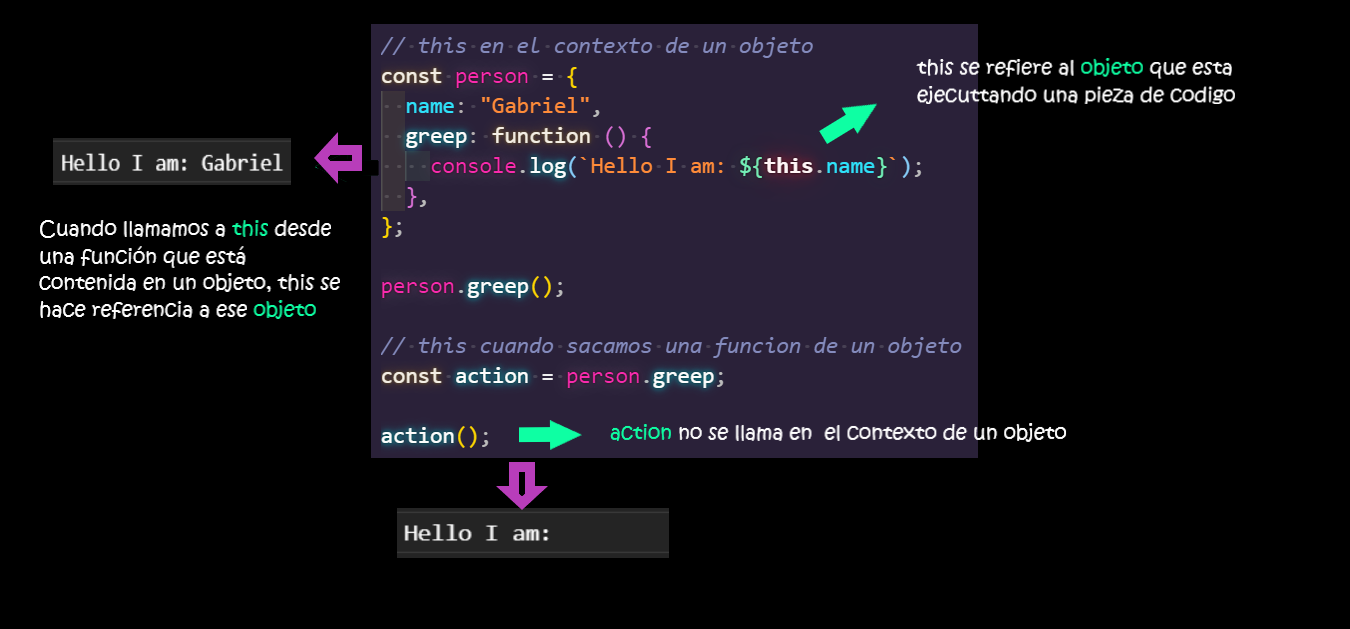 // this en el contexto de un objeto
const person = {
name: "Gabriel",
greep: function () {
console.log(`Hello I am: ${this.name}`);
},
};
person.greep();
// this cuando sacamos una funcion de un objeto
const action = person.greep;
action();
this se refiere al objeto que esta
ejecuttando una pieza de codigo
Hello I am: Gabriel
Cuando llamamos a this desde
una función que está
contenida en un objeto, this se
hace referencia a ese objeto
action no se llama en el contexto de un objeto
Hello I am: